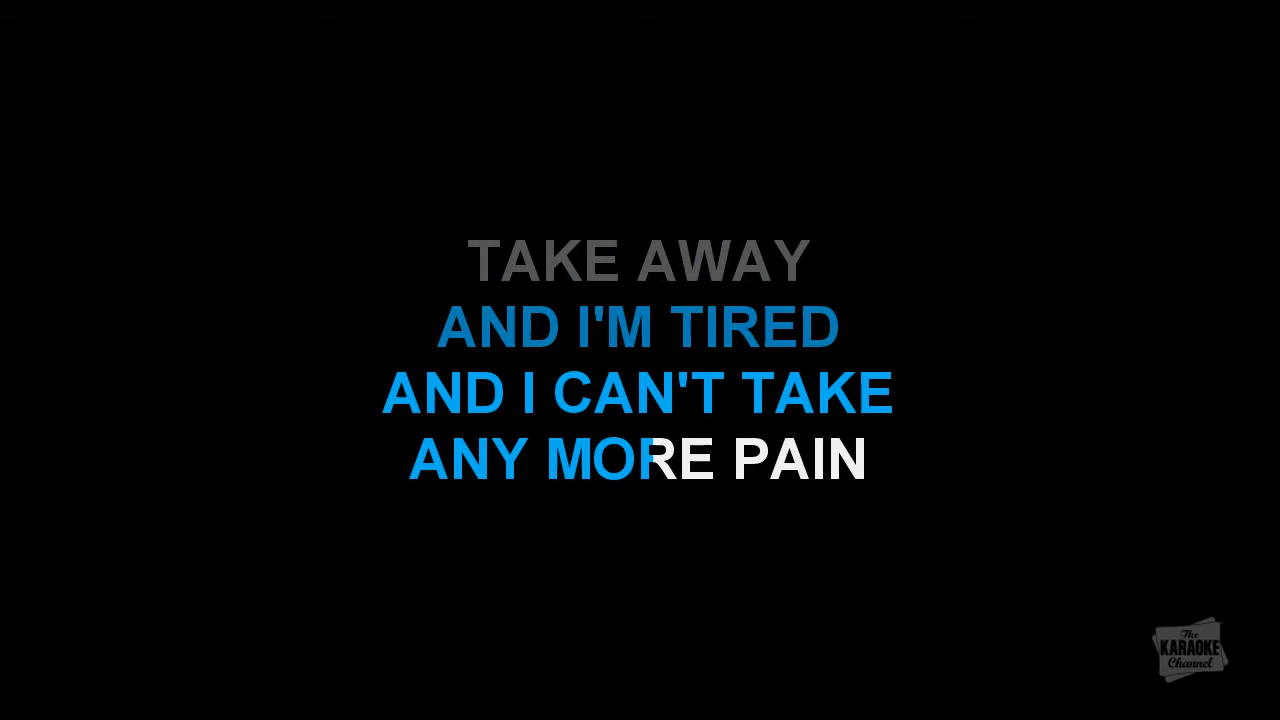 TAKE AWAY
AND I'M TIRED
AND I CAN'T TAKE
ANY MORE PAIN
The
KARAOKE
Channel